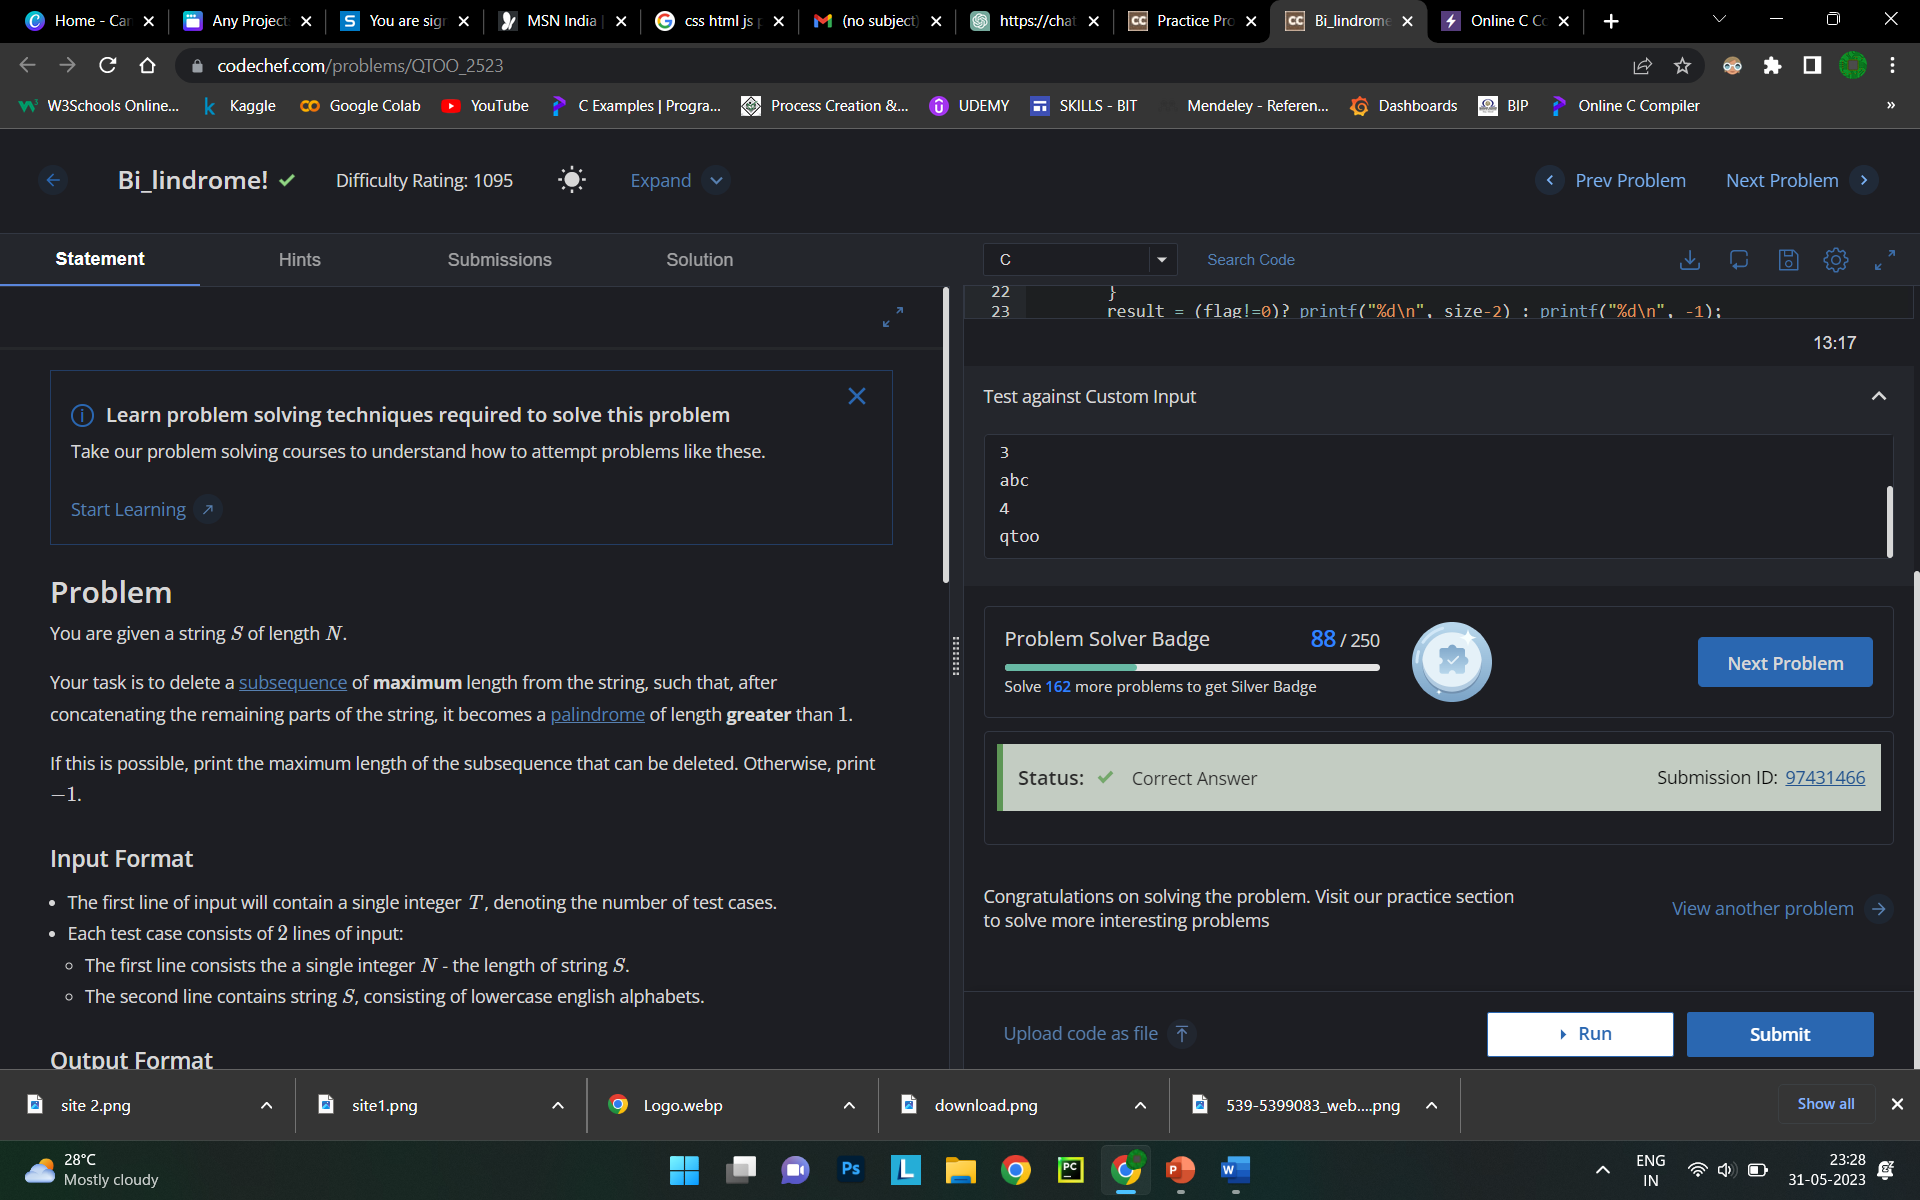 Home - Ca
Any Project
You are sig
MSN India
css html js p
(no subject)
https://chat
Practice Pro
Bi_lindrome
Online C Co
codechef.com/problems/QTOO_2523
W3Schools Online...
Kaggle
Google Colab
YouTube
C Examples | Progra...
Process Creation &...
UDEMY
SKILLS - BIT
Mendeley - Referen...
Dashboards
BIP
Online C Compiler
»
Bi_lindrome!
Difficulty Rating: 1095
Expand
Prev Problem
Next Problem
Statement
Hints
Submissions
Solution
C
Search Code
22 }
23 result = (flag!=0)? printf("%d\n", size-2) : printf("%d\n", -1);
13:17
Learn problem solving techniques required to solve this problem
Take our problem solving courses to understand how to attempt problems like these.
Start Learning
Problem
You are given a string S of length N.
Your task is to delete a subsequence of maximum length from the string, such that, after
concatenating the remaining parts of the string, it becomes a palindrome of length greater than 1.
If this is possible, print the maximum length of the subsequence that can be deleted. Otherwise, print
−1.
Input Format
• The first line of input will contain a single integer T, denoting the number of test cases.
• Each test case consists of 2 lines of input:
◦ The first line consists the a single integer N - the length of string S.
◦ The second line contains string S, consisting of lowercase english alphabets.
Output Format
Test against Custom Input
3
abc
4
qtoo
Problem Solver Badge
88 / 250
Solve 162 more problems to get Silver Badge
Next Problem
Status: Correct Answer
Submission ID: 97431466
Congratulations on solving the problem. Visit our practice section
to solve more interesting problems
View another problem
Upload code as file
Run
Submit
site 2.png
site1.png
Logo.webp
download.png
539-5399083_web....png
Show all
28°C
Mostly cloudy
Ps
L
PC
P
W
ENG
IN
23:28
31-05-2023